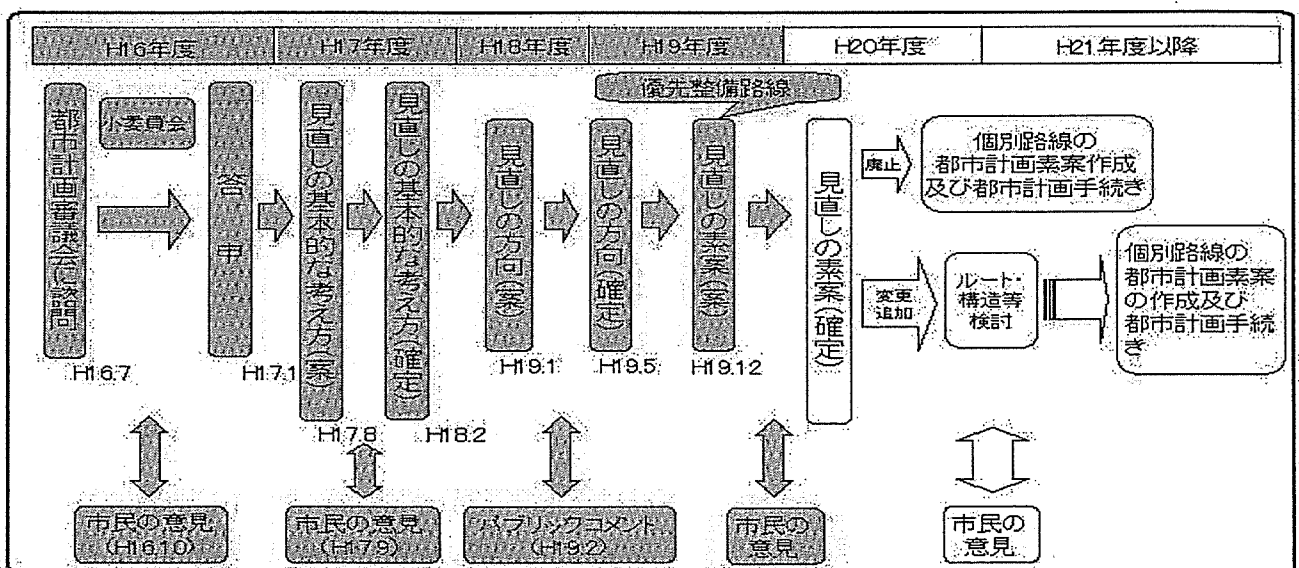 H16年度
H17年度
H18年度
H19年度
H20年度
H21年度以降
優先整備路線
都市計画審議会に諮問
小委員会
答申
見直しの基本的な考え方(案)
見直しの基本的な考え方(確定)
見直しの方向(案)
見直しの方向(確定)
見直しの素案(案)
見直しの素案(確定)
廃止
個別路線の
都市計画素案作成
及び都市計画手続き
変更
追加
ルート・
構造等
検討
個別路線の
都市計画素案
の作成及び
都市計画手続
き
H16.7
H17.1
H17.8
H18.2
H19.1
H19.5
H19.12
市民の意見
(H16.10)
市民の意見
(H17.9)
パブリックコメント
(H19.2)
市民の
意見
市民の
意見